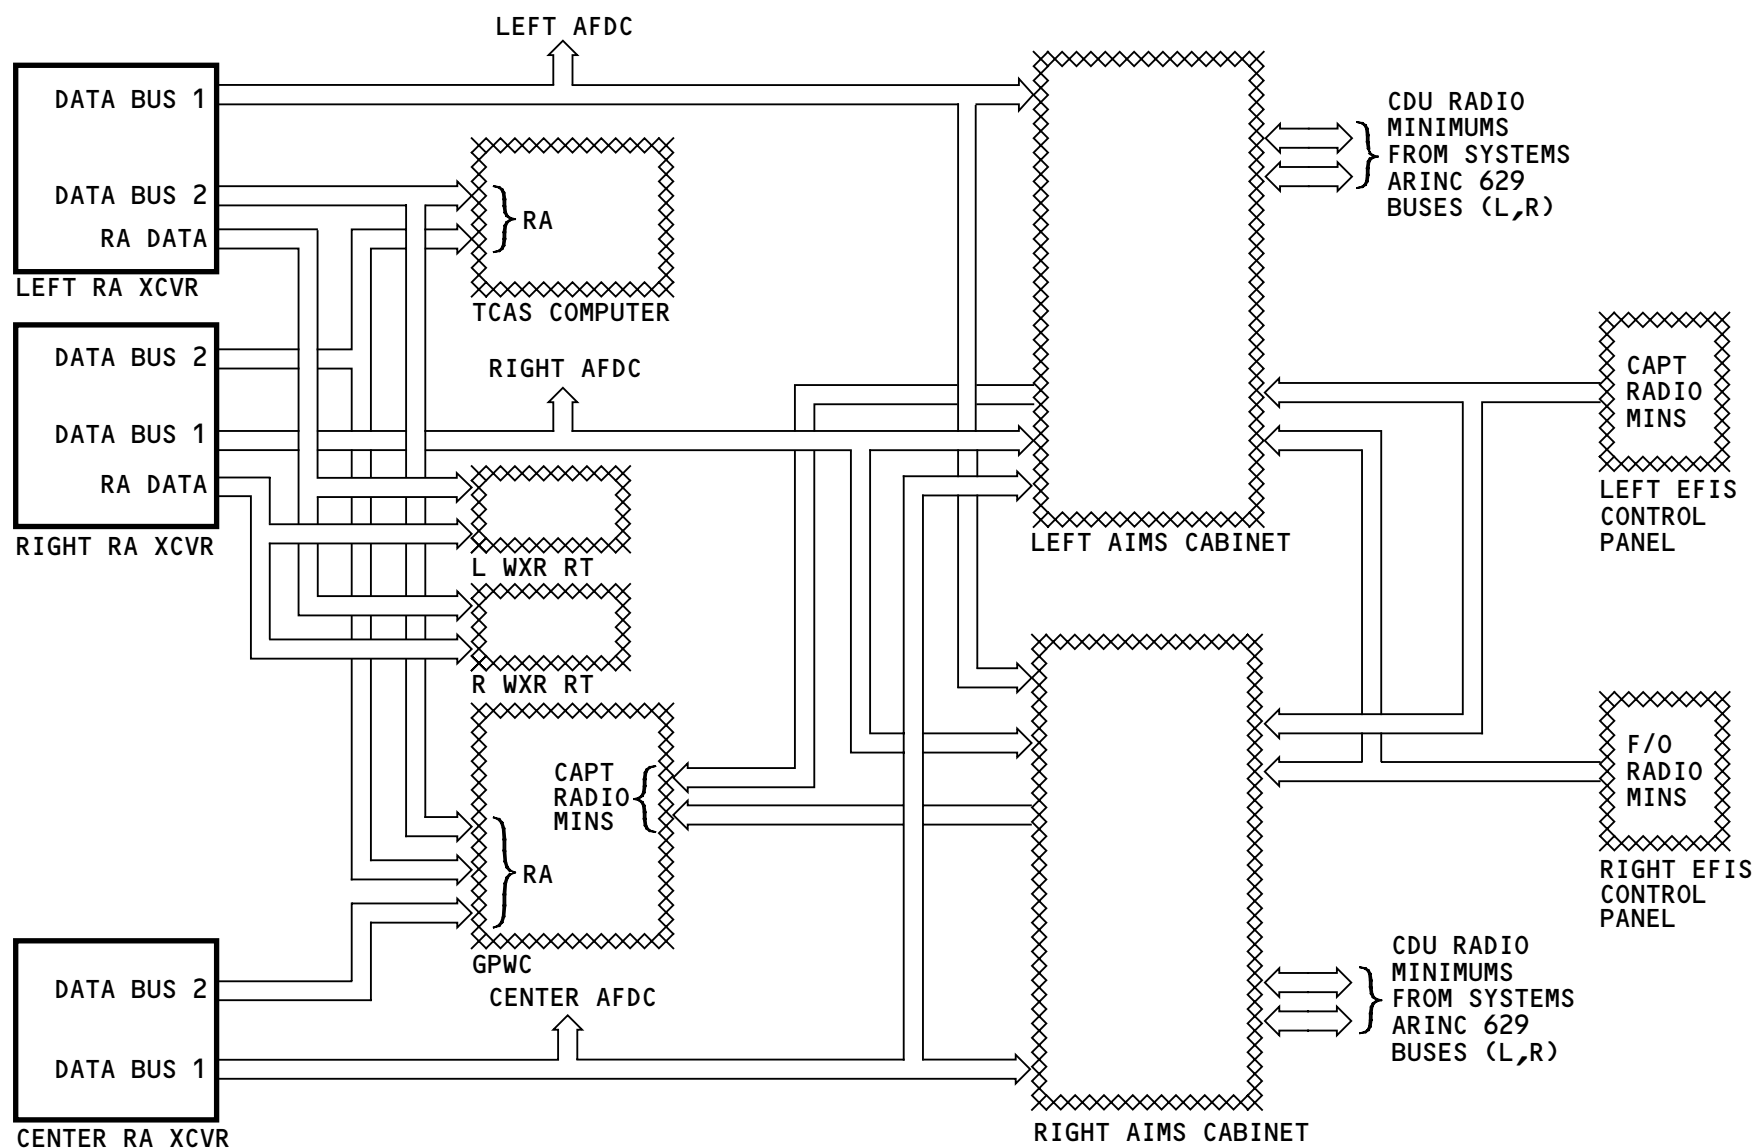 LEFT AFDC
DATA BUS 1
DATA BUS 2
RA DATA
LEFT RA XCVR
RA
TCAS COMPUTER
CDU RADIO
MINIMUMS
FROM SYSTEMS
ARINC 629
BUSES (L,R)
DATA BUS 2
DATA BUS 1
RA DATA
RIGHT RA XCVR
RIGHT AFDC
L WXR RT
R WXR RT
LEFT AIMS CABINET
CAPT
RADIO
MINS
LEFT EFIS
CONTROL
PANEL
CAPT
RADIO
MINS
RA
GPWC
F/O
RADIO
MINS
RIGHT EFIS
CONTROL
PANEL
CENTER AFDC
DATA BUS 2
DATA BUS 1
CENTER RA XCVR
CDU RADIO
MINIMUMS
FROM SYSTEMS
ARINC 629
BUSES (L,R)
RIGHT AIMS CABINET